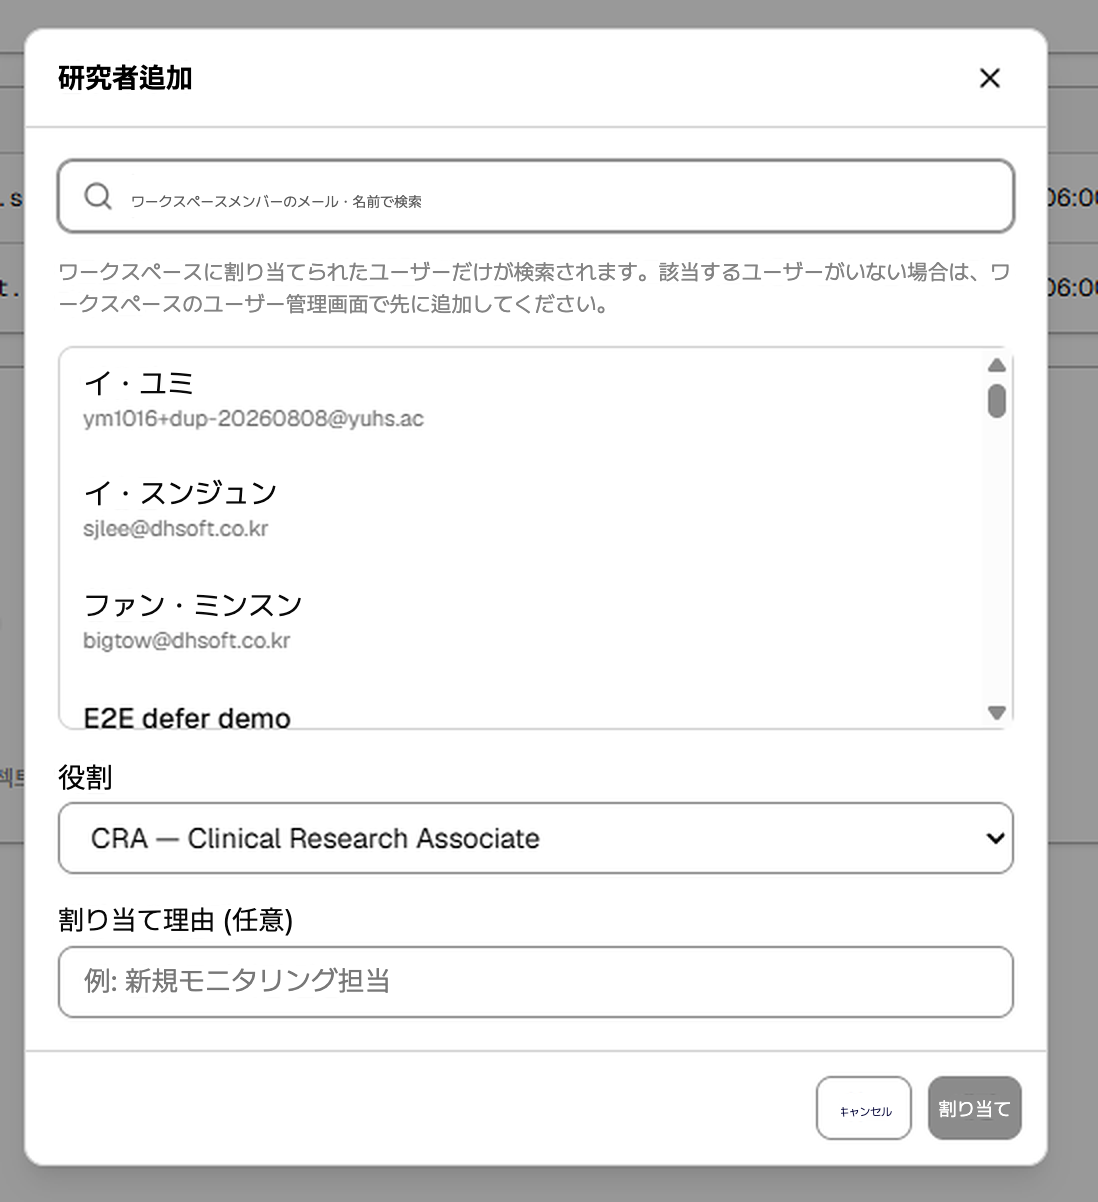 研究者追加
ワークスペースメンバーのメール・名前で検索
ワークスペースに割り当てられたユーザーだけが検索されます。該当するユーザーがいない場合は、ワ
ークスペースのユーザー管理画面で先に追加してください。
イ・ユミ
ym1016+dup-20260808@yuhs.ac
イ・スンジュン
sjlee@dhsoft.co.kr
ファン・ミンスン
bigtow@dhsoft.co.kr
E2E defer demo
役割
CRA — Clinical Research Associate
割り当て理由 (任意)
例: 新規モニタリング担当
キャンセル
割り当て